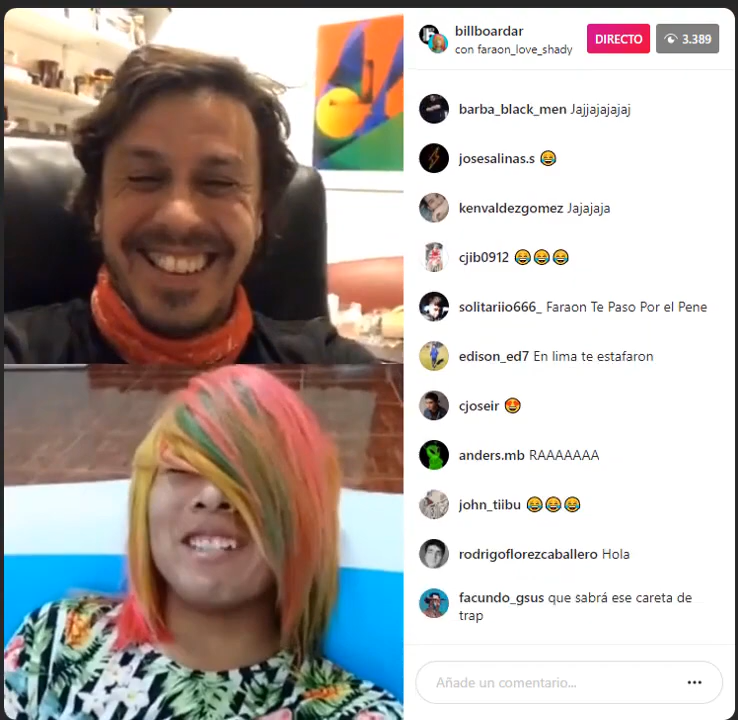 billboardar
con faraon_love_shady
DIRECTO
3.389
barba_black_men Jajjajajajaj
josesalinas.s 😂
kenvaldezgomez Jajajaja
cjib0912 😂😂😂
solitariio666_ Faraon Te Paso Por el Pene
edison_ed7 En lima te estafaron
cjoseir 🤩
anders.mb RAAAAAAA
john_tiibu 😂😂😂
rodrigoflorezcaballero Hola
facundo_gsus que sabrá ese careta de
trap
Añade un comentario...